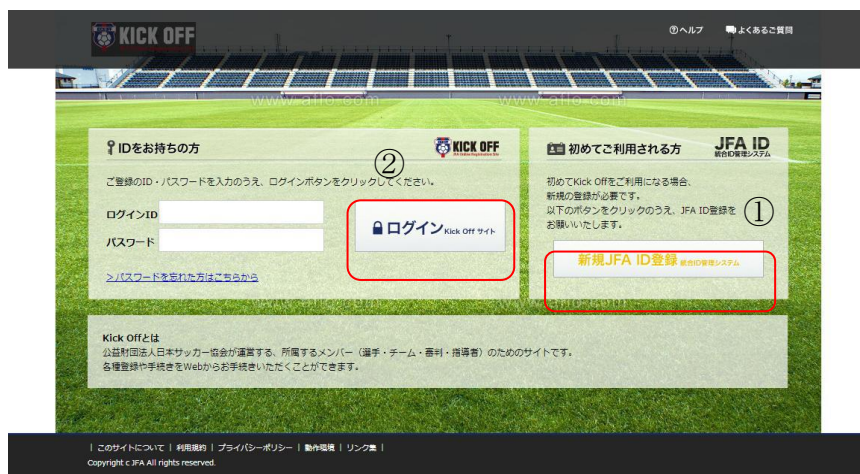 KICK OFF
?ヘルプ
よくあるご質問
www.allo.com
www.allo.com
IDをお持ちの方
KICK OFF
②
ご登録のID・パスワードを入力のうえ、ログインボタンをクリックしてください。
ログインID
パスワード
ログイン Kick Off サイト
>パスワードを忘れた方はこちらから
初めてご利用される方
JFA ID
統合ID管理システム
初めてKick Offをご利用になる場合、
新規の登録が必要です。
以下のボタンをクリックのうえ、JFA ID登録を
お願いいたします。
①
新規JFA ID登録 統合ID管理システム
www.allo.com
www.allo.com
Kick Offとは
公益財団法人日本サッカー協会が運営する、所属するメンバー(選手・チーム・審判・指導者)のためのサイトです。
各種登録や手続きをWebからお手続きいただくことができます。
| このサイトについて | 利用規約 | プライバシーポリシー | 動作環境 | リンク集 |
Copyright c JFA All rights reserved.